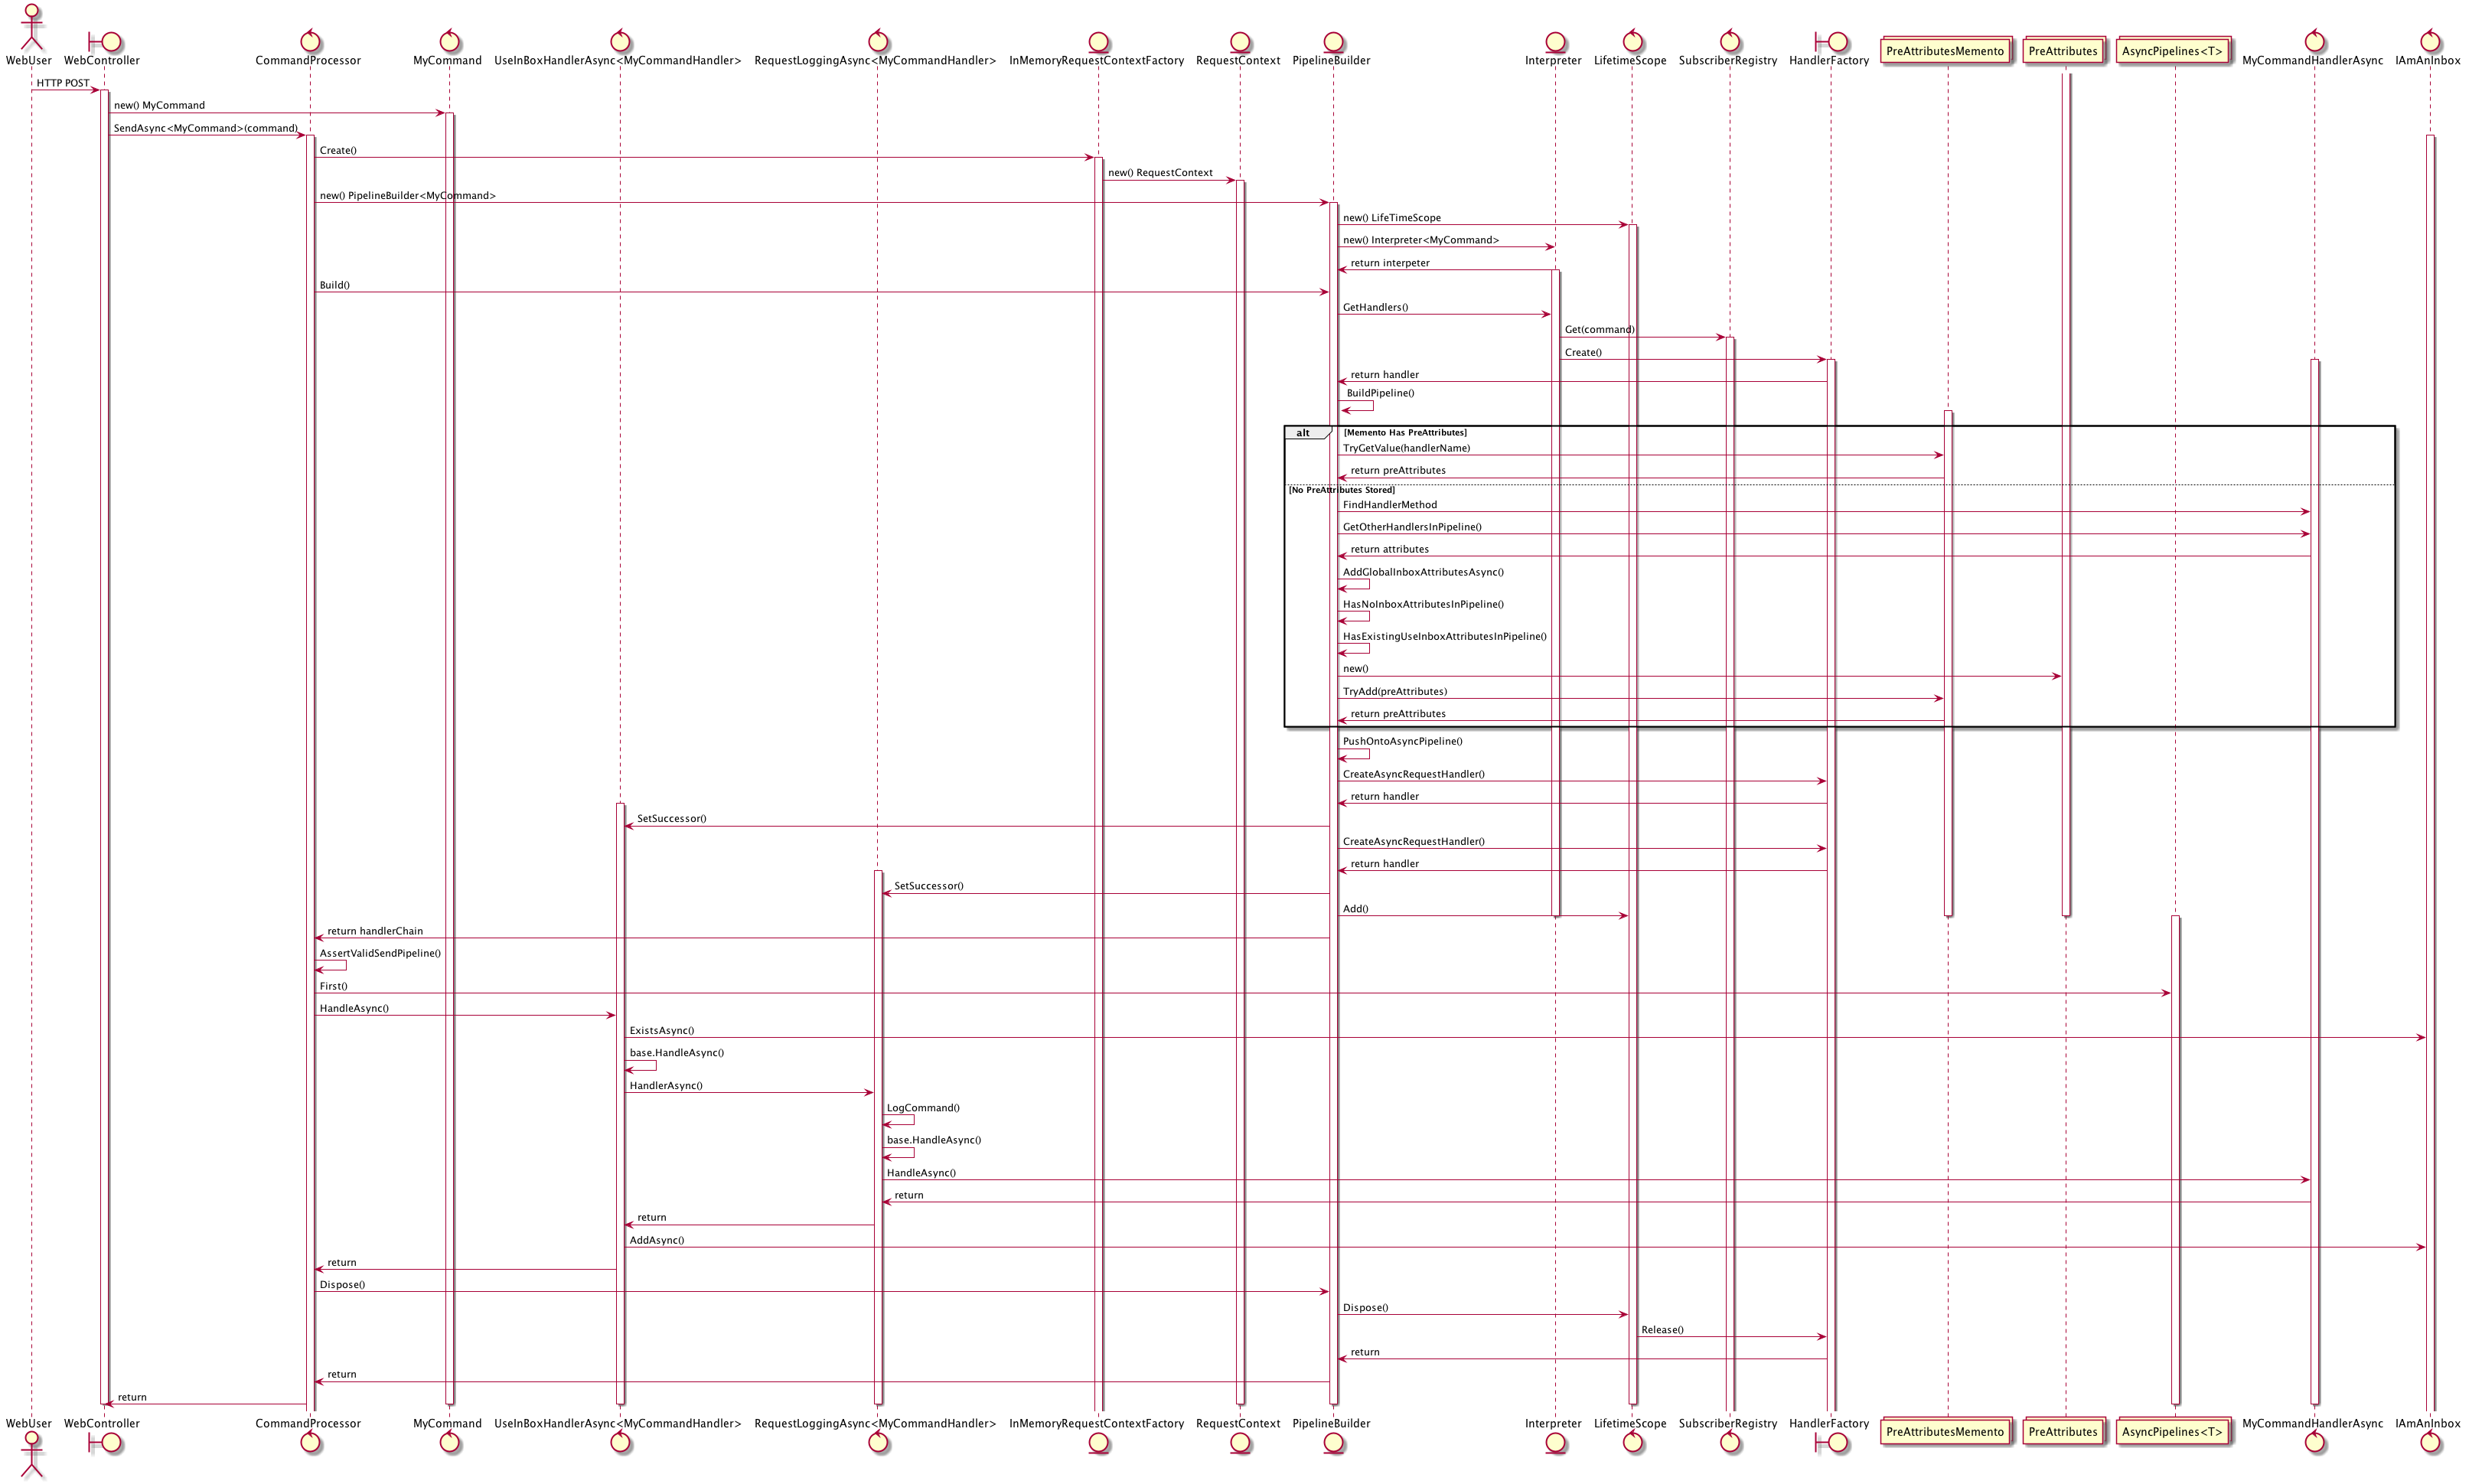 WebUser
WebController
CommandProcessor
MyCommand
UseInBoxHandlerAsync<MyCommandHandler>
RequestLoggingAsync<MyCommandHandler>
InMemoryRequestContextFactory
RequestContext
PipelineBuilder
Interpreter
LifetimeScope
SubscriberRegistry
HandlerFactory
PreAttributesMemento
PreAttributes
AsyncPipelines<T>
MyCommandHandlerAsync
IAmAnInbox
HTTP POST
new() MyCommand
SendAsync<MyCommand>(command)
Create()
new() RequestContext
new() PipelineBuilder<MyCommand>
new() LifeTimeScope
new() Interpreter<MyCommand>
return interpeter
Build()
GetHandlers()
Get(command)
Create()
return handler
BuildPipeline()
alt
[Memento Has PreAttributes]
TryGetValue(handlerName)
return preAttributes
[No PreAttributes Stored]
FindHandlerMethod
GetOtherHandlersInPipeline()
return attributes
AddGlobalInboxAttributesAsync()
HasNoInboxAttributesInPipeline()
HasExistingUseInboxAttributesInPipeline()
new()
TryAdd(preAttributes)
return preAttributes
PushOntoAsyncPipeline()
CreateAsyncRequestHandler()
return handler
SetSuccessor()
CreateAsyncRequestHandler()
return handler
SetSuccessor()
Add()
return handlerChain
AssertValidSendPipeline()
First()
HandleAsync()
ExistsAsync()
base.HandleAsync()
HandlerAsync()
LogCommand()
base.HandleAsync()
HandleAsync()
return
return
AddAsync()
return
Dispose()
Dispose()
Release()
return
return
return
WebUser
WebController
CommandProcessor
MyCommand
UseInBoxHandlerAsync<MyCommandHandler>
RequestLoggingAsync<MyCommandHandler>
InMemoryRequestContextFactory
RequestContext
PipelineBuilder
Interpreter
LifetimeScope
SubscriberRegistry
HandlerFactory
PreAttributesMemento
PreAttributes
AsyncPipelines<T>
MyCommandHandlerAsync
IAmAnInbox